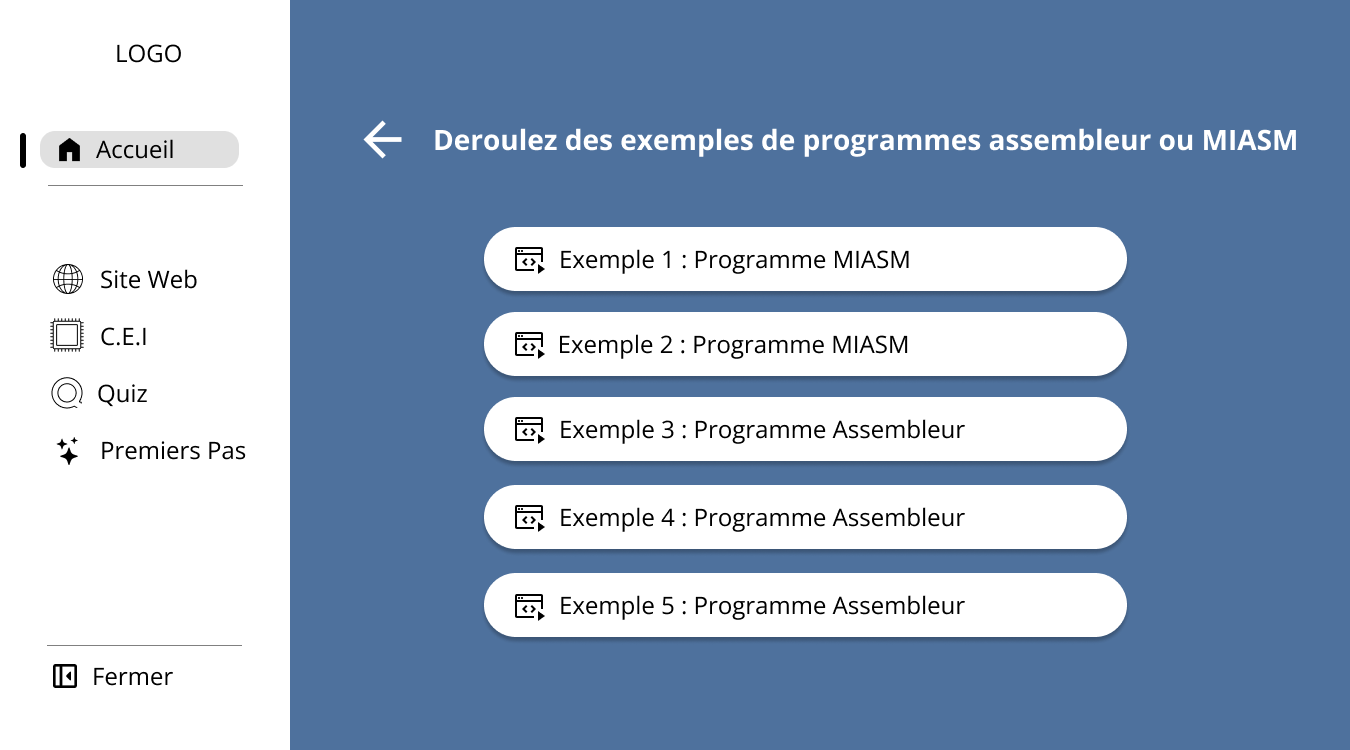 LOGO
Accueil
Site Web
C.E.I
Quiz
Premiers Pas
Fermer
Deroulez des exemples de programmes assembleur ou MIASM
Exemple 1 : Programme MIASM
Exemple 2 : Programme MIASM
Exemple 3 : Programme Assembleur
Exemple 4 : Programme Assembleur
Exemple 5 : Programme Assembleur